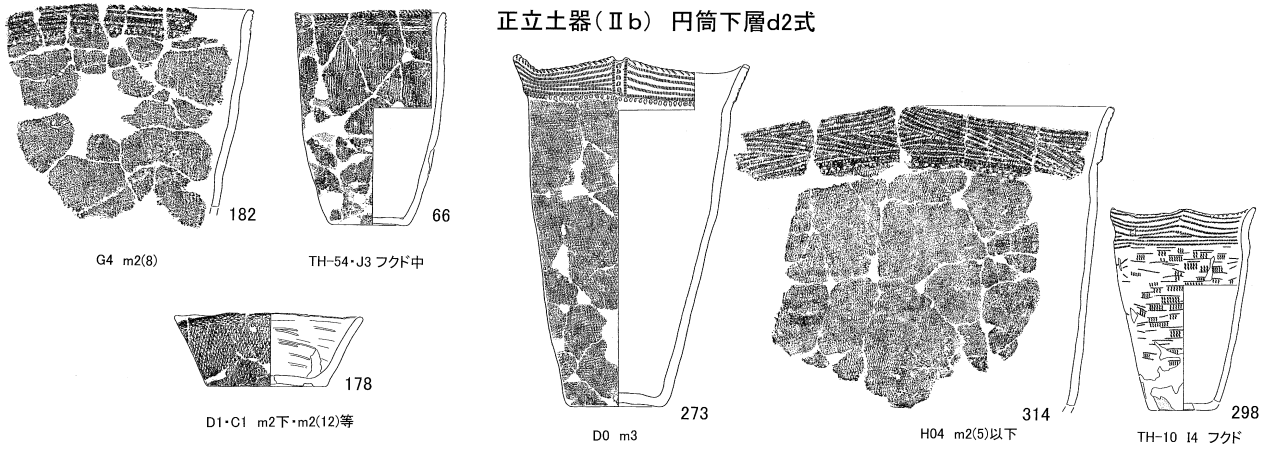 正立土器(Ⅱb) 円筒下層d2式
182
G4 m2(8)
66
TH-54・J3 フクド中
178
D1・C1 m2下・m2(12)等
273
D0 m3
314
H04 m2(5)以下
298
TH-10 I4 フクド